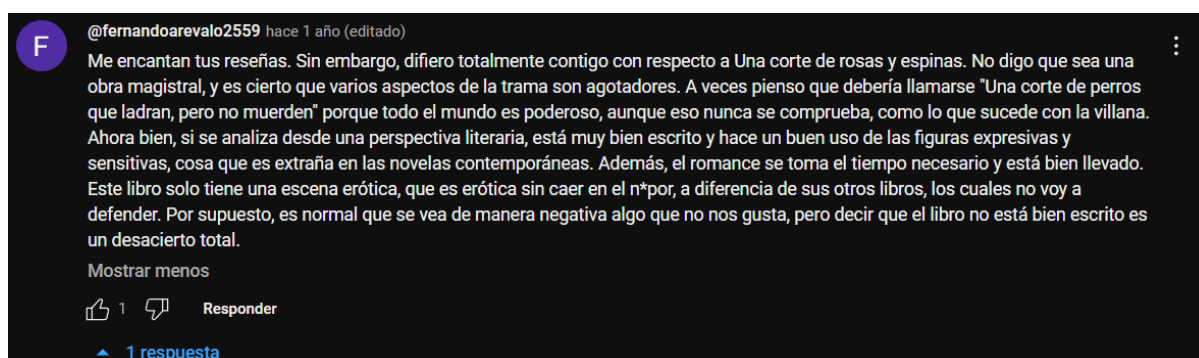 F
@fernandoarevalo2559 hace 1 año (editado)
Me encantan tus reseñas. Sin embargo, difiero totalmente contigo con respecto a Una corte de rosas y espinas. No digo que sea una
obra magistral, y es cierto que varios aspectos de la trama son agotadores. A veces pienso que debería llamarse "Una corte de perros
que ladran, pero no muerden" porque todo el mundo es poderoso, aunque eso nunca se comprueba, como lo que sucede con la villana.
Ahora bien, si se analiza desde una perspectiva literaria, está muy bien escrito y hace un buen uso de las figuras expresivas y
sensitivas, cosa que es extraña en las novelas contemporáneas. Además, el romance se toma el tiempo necesario y está bien llevado.
Este libro solo tiene una escena erótica, que es erótica sin caer en el n*por, a diferencia de sus otros libros, los cuales no voy a
defender. Por supuesto, es normal que se vea de manera negativa algo que no nos gusta, pero decir que el libro no está bien escrito es
un desacierto total.
Mostrar menos
1 Responder
1 respuesta